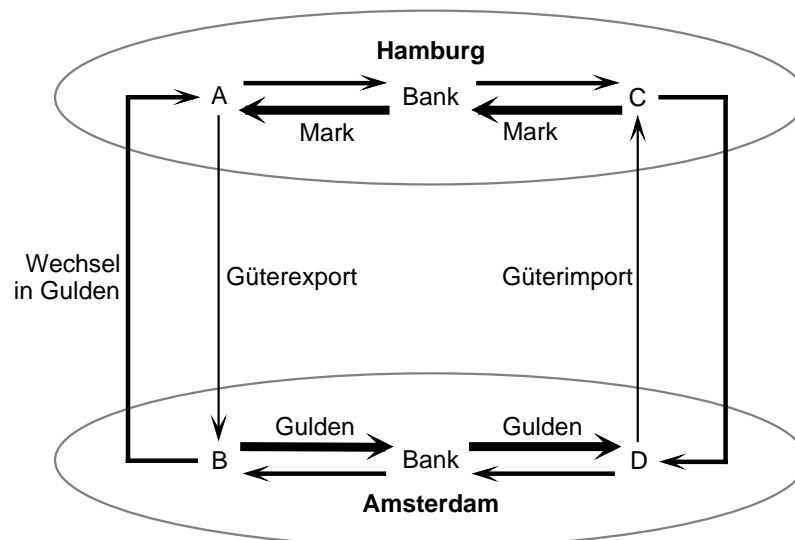 Hamburg
A
Bank
C
Mark
Mark
Wechsel
in Gulden
Güterexport
Güterimport
Gulden
Gulden
B
Bank
D
Amsterdam